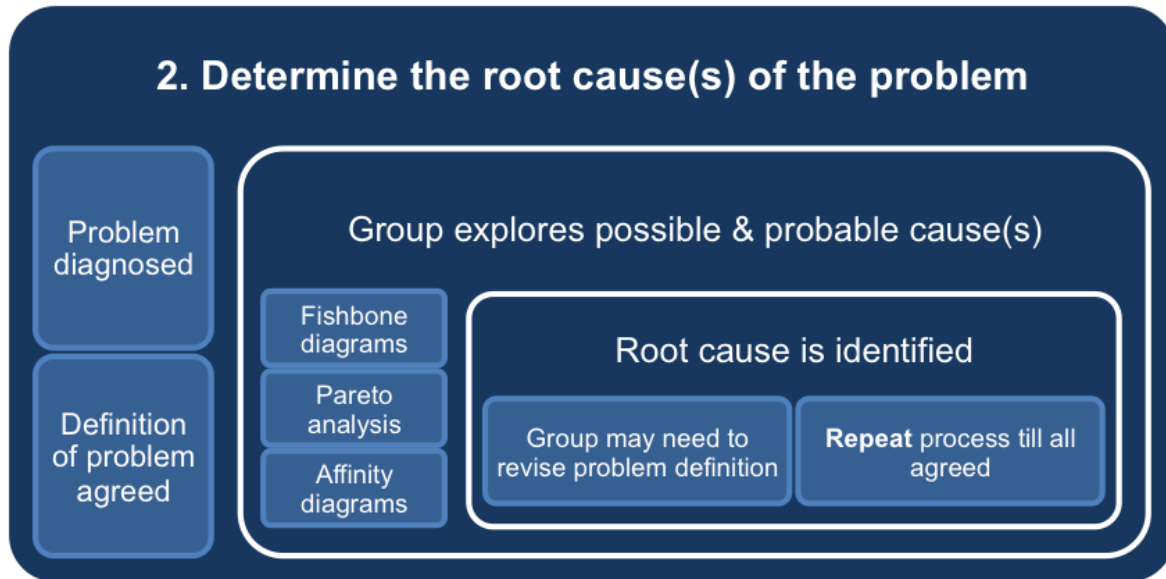 2. Determine the root cause(s) of the problem
Problem
diagnosed
Definition
of problem
agreed
Group explores possible & probable cause(s)
Fishbone
diagrams
Pareto
analysis
Affinity
diagrams
Root cause is identified
Group may need to
revise problem definition
Repeat process till all
agreed